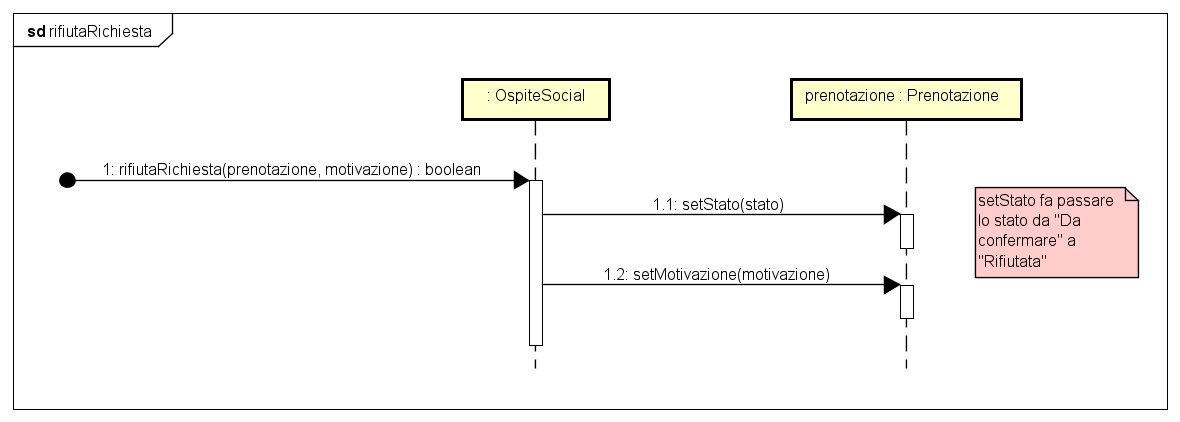 sd rifiutaRichiesta
: OspiteSocial
prenotazione : Prenotazione
1: rifiutaRichiesta(prenotazione, motivazione) : boolean
1.1: setStato(stato)
setStato fa passare
lo stato da "Da
confermare" a
"Rifiutata"
1.2: setMotivazione(motivazione)